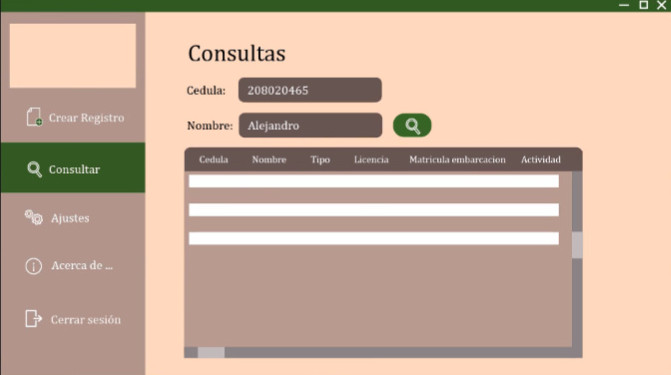 Consultas
Cedula: 208020465
Nombre: Alejandro
Crear Registro
Consultar
Ajustes
Acerca de ...
Cerrar sesión
Cedula Nombre Tipo Licencia Matricula embarcacion Actividad